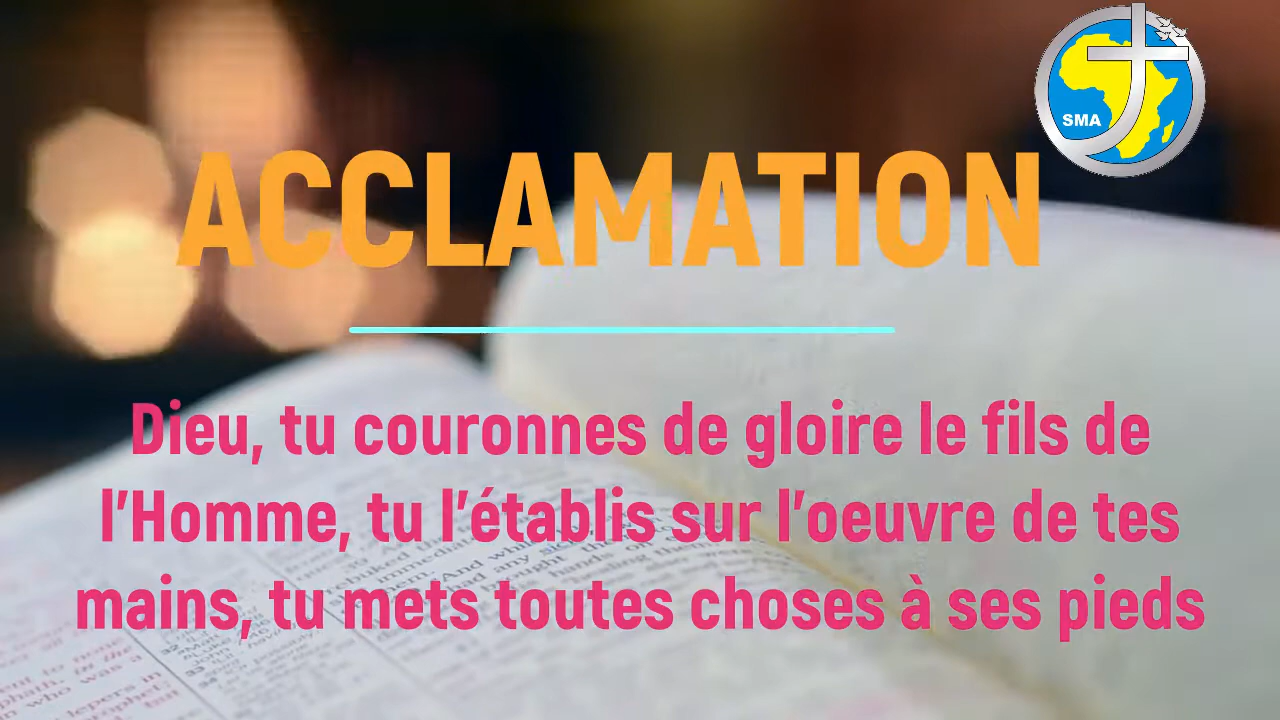 SMA
ACCLAMATION
Dieu, tu couronnes de gloire le fils de
l'Homme, tu l'établis sur l'oeuvre de tes
mains, tu mets toutes choses à ses pieds